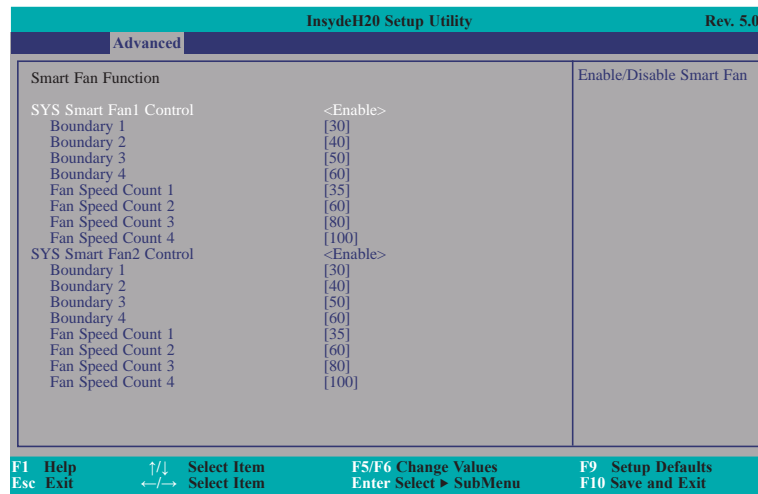 InsydeH20 Setup Utility Rev. 5.0
Advanced
Smart Fan Function
SYS Smart Fan1 Control <Enable>
Boundary 1 [30]
Boundary 2 [40]
Boundary 3 [50]
Boundary 4 [60]
Fan Speed Count 1 [35]
Fan Speed Count 2 [60]
Fan Speed Count 3 [80]
Fan Speed Count 4 [100]
SYS Smart Fan2 Control <Enable>
Boundary 1 [30]
Boundary 2 [40]
Boundary 3 [50]
Boundary 4 [60]
Fan Speed Count 1 [35]
Fan Speed Count 2 [60]
Fan Speed Count 3 [80]
Fan Speed Count 4 [100]
Enable/Disable Smart Fan
F1 Help ↑/↓ Select Item F5/F6 Change Values F9 Setup Defaults
Esc Exit ←/→ Select Item Enter Select ► SubMenu F10 Save and Exit